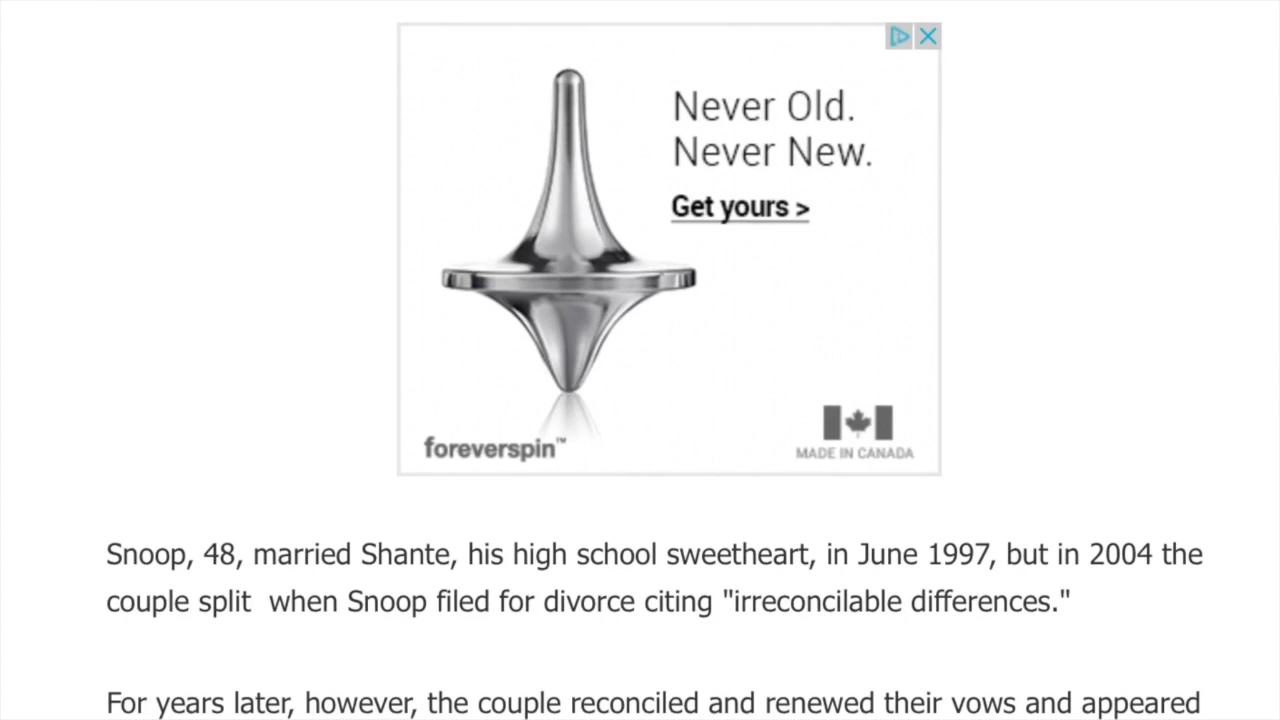 Never Old.
Never New.
Get yours >
foreverspin™
MADE IN CANADA
Snoop, 48, married Shante, his high school sweetheart, in June 1997, but in 2004 the
couple split  when Snoop filed for divorce citing "irreconcilable differences."
For years later, however, the couple reconciled and renewed their vows and appeared